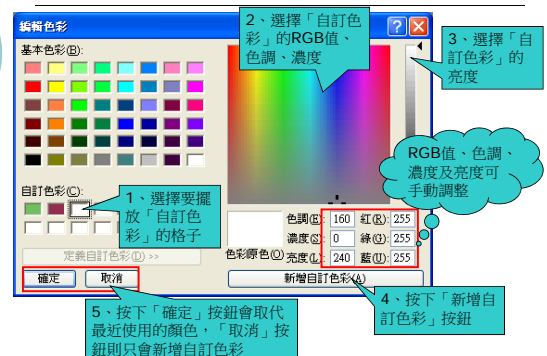 編輯色彩
基本色彩(B):
2、選擇「自訂色
彩」的RGB值、
色調、濃度
3、選擇「自
訂色彩」的
亮度
RGB值、色調、
濃度及亮度可
手動調整
自訂色彩(C):
1、選擇要擺
放「自訂色
彩」的格子
定義自訂色彩(D) >>
確定
取消
色彩|原色(O)
色調(E): 160 紅(R): 255
濃度(S): 0 綠(G): 255
亮度(L): 240 藍(U): 255
新增自訂色彩(A)
4、按下「新增自
訂色彩」按鈕
5、按下「確定」按鈕會取代
最近使用的顏色，「取消」按
鈕則只會新增自訂色彩